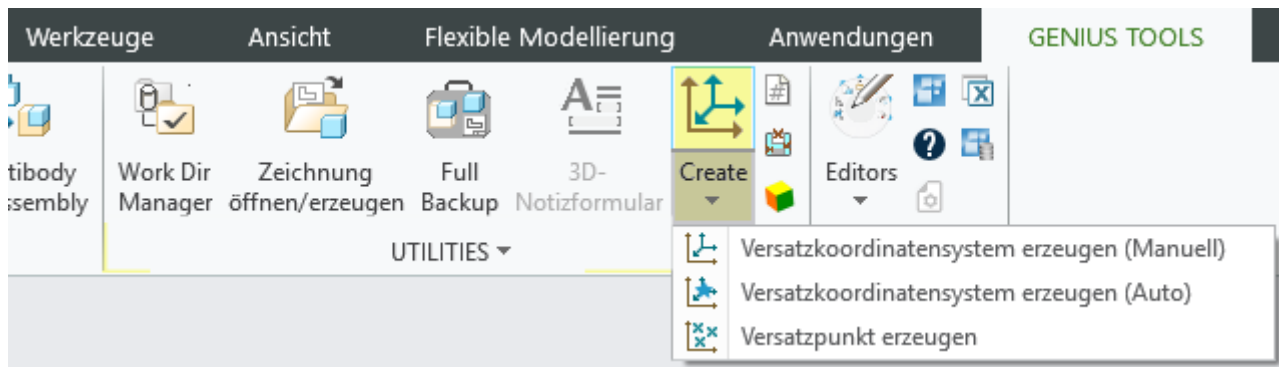 Werkzeuge Ansicht Flexible Modellierung Anwendungen GENIUS TOOLS
tibody Work Dir Zeichnung Full 3D- Create Editors
ssembly Manager öffnen/erzeugen Backup Notizformular
UTILITIES
Versatzkoordinatensystem erzeugen (Manuell)
Versatzkoordinatensystem erzeugen (Auto)
Versatzpunkt erzeugen